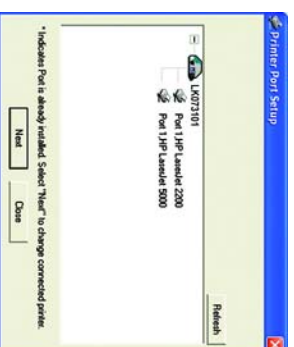 Printer Port Setup
Refresh
LK073101
Port 1,HP LaserJet 2200
Port 1,HP LaserJet 5000
* Indicates Port is already installed. Select "Next" to change connected printer.
Next
Close